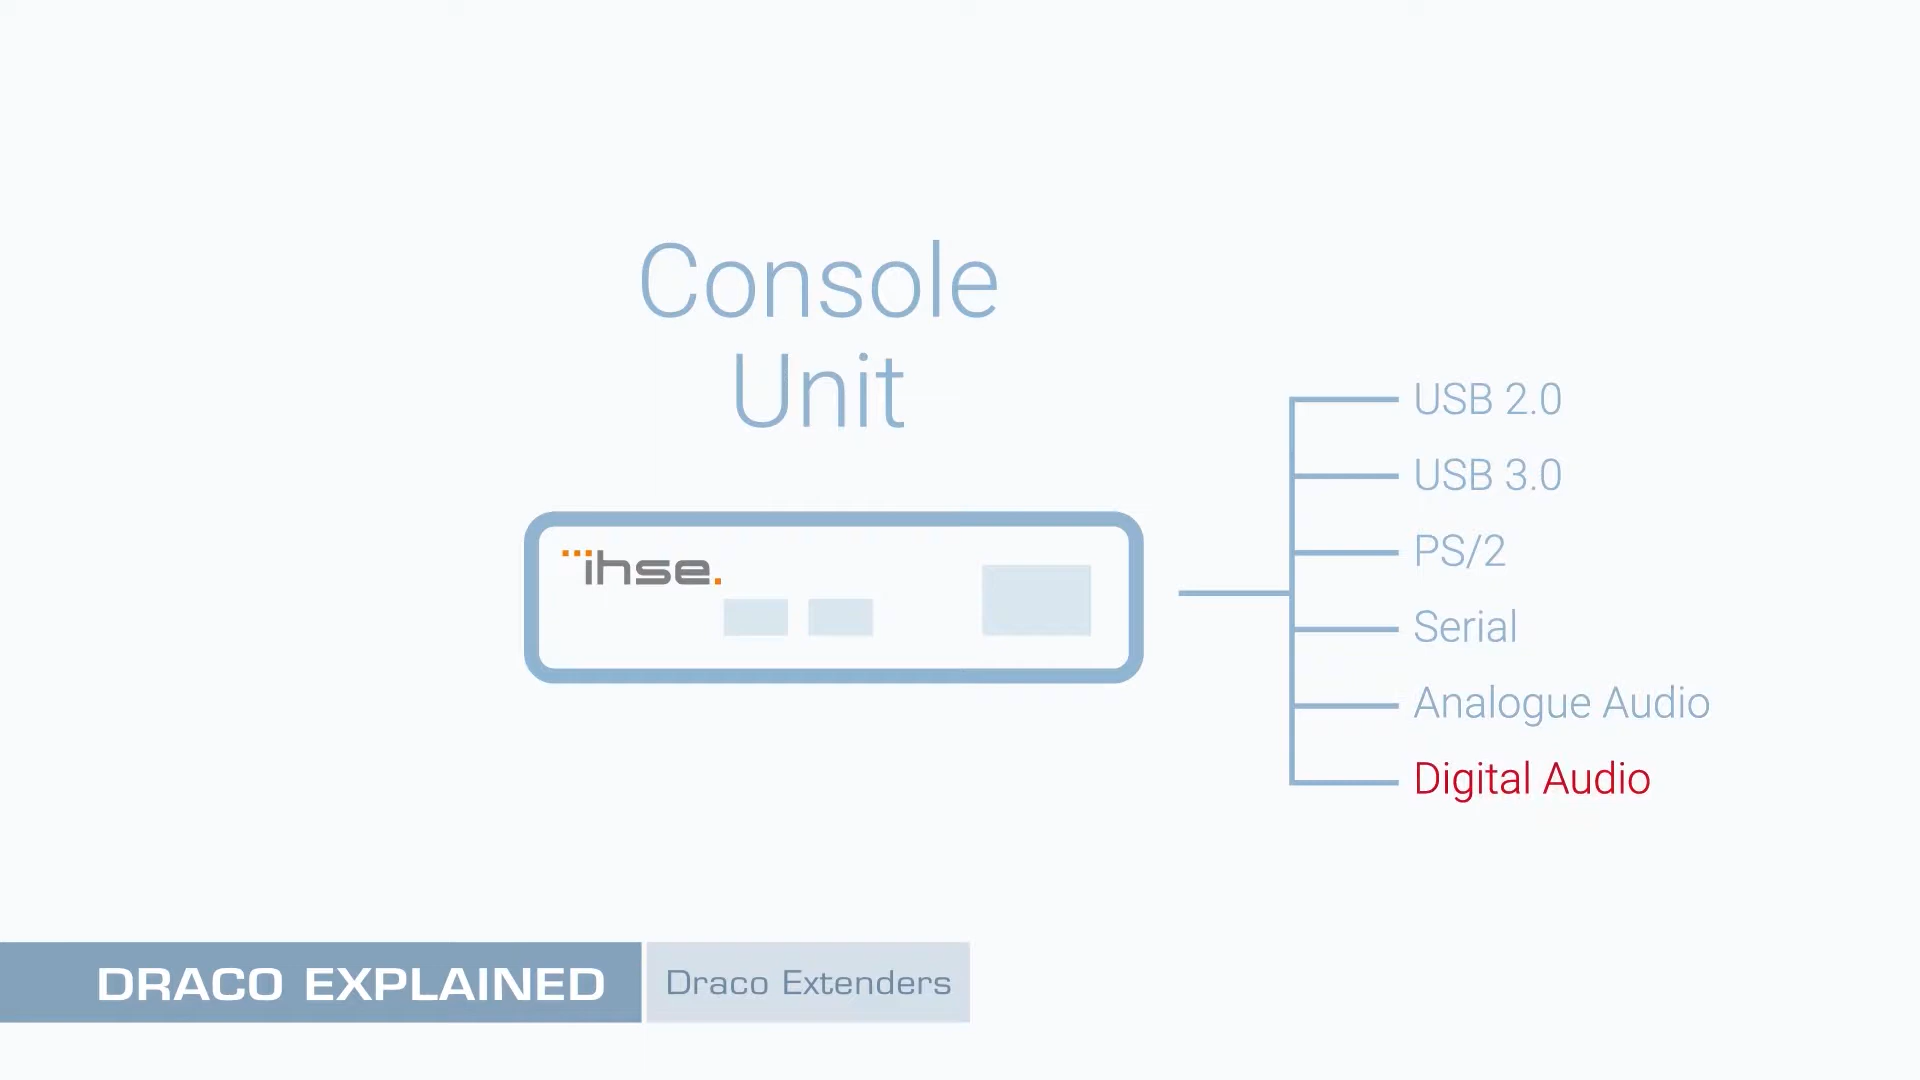 Console
Unit
ihse.
USB 2.0
USB 3.0
PS/2
Serial
Analogue Audio
Digital Audio
DRACO EXPLAINED
Draco Extenders